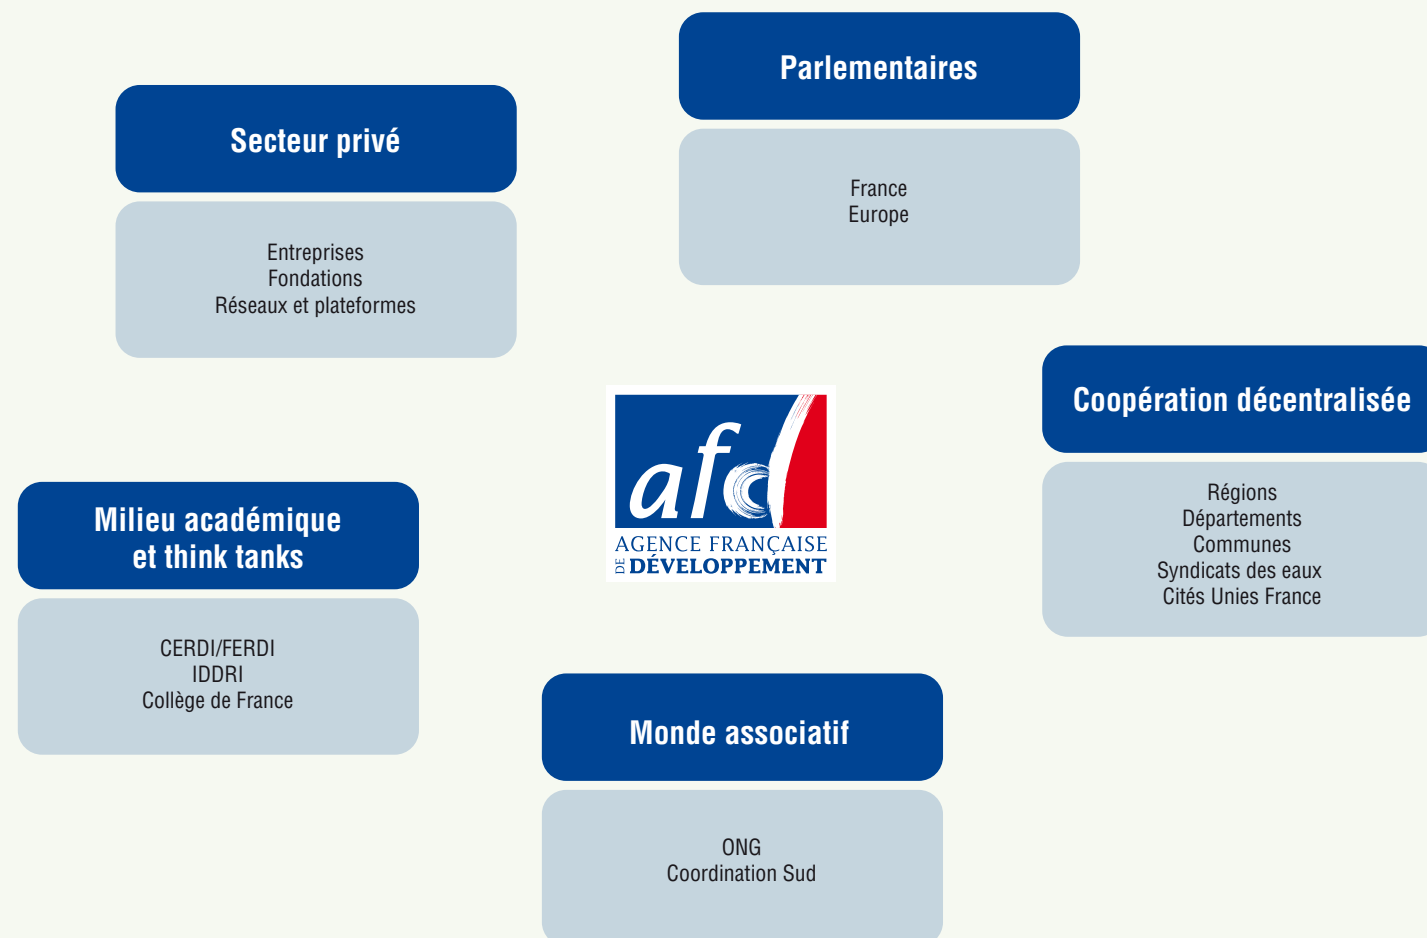 Parlementaires
France
Europe
Secteur privé
Entreprises
Fondations
Réseaux et plateformes
Coopération décentralisée
Régions
Départements
Communes
Syndicats des eaux
Cités Unies France
afd
AGENCE FRANÇAISE
DE DÉVELOPPEMENT
Milieu académique
et think tanks
CERDI/FERDI
IDDRI
Collège de France
Monde associatif
ONG
Coordination Sud